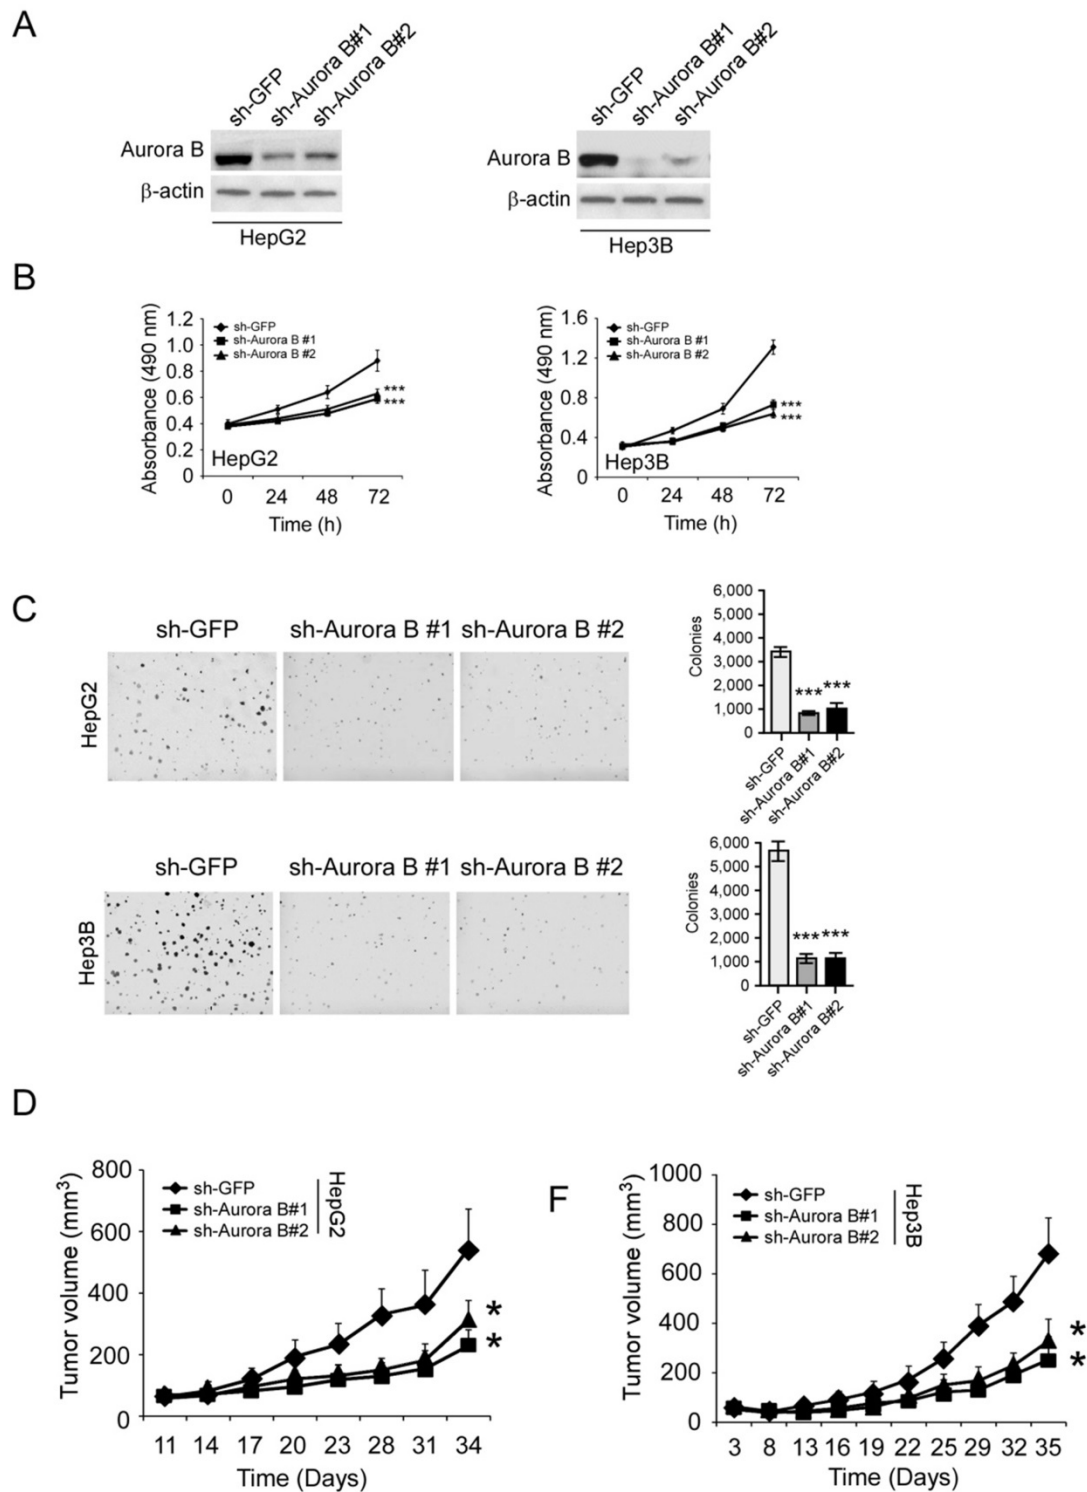 A
sh-GFP
sh-Aurora B#1
sh-Aurora B#2
Aurora B
β-actin
HepG2
sh-GFP
sh-Aurora B#1
sh-Aurora B#2
Aurora B
β-actin
Hep3B
B
Absorbance (490 nm)
1.2
1.0
0.8
0.6
0.4
0.2
0
sh-GFP
sh-Aurora B #1
sh-Aurora B #2
***
***
HepG2
0 24 48 72
Time (h)
Absorbance (490 nm)
1.6
1.2
0.8
0.4
0
sh-GFP
sh-Aurora B #1
sh-Aurora B #2
***
***
Hep3B
0 24 48 72
Time (h)
C
sh-GFP sh-Aurora B #1 sh-Aurora B #2
HepG2
Colonies
6,000
5,000
4,000
3,000
2,000
1,000
0
*** ***
sh-GFP
sh-Aurora B#1
sh-Aurora B#2
sh-GFP sh-Aurora B #1 sh-Aurora B #2
Hep3B
Colonies
6,000
5,000
4,000
3,000
2,000
1,000
0
*** ***
sh-GFP
sh-Aurora B#1
sh-Aurora B#2
D
Tumor volume (mm³)
800
600
400
200
0
sh-GFP
sh-Aurora B#1
sh-Aurora B#2
HepG2
*
*
11 14 17 20 23 28 31 34
Time (Days)
F
Tumor volume (mm³)
1000
800
600
400
200
0
sh-GFP
sh-Aurora B#1
sh-Aurora B#2
Hep3B
*
*
3 8 13 16 19 22 25 29 32 35
Time (Days)